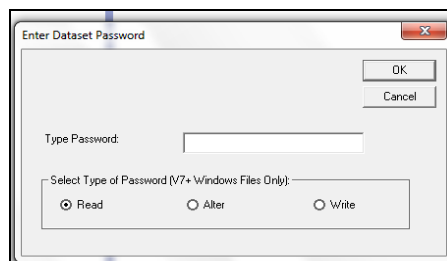 Enter Dataset Password
OK
Cancel
Type Password:
Select Type of Password (V7+ Windows Files Only):
Read Alter Write